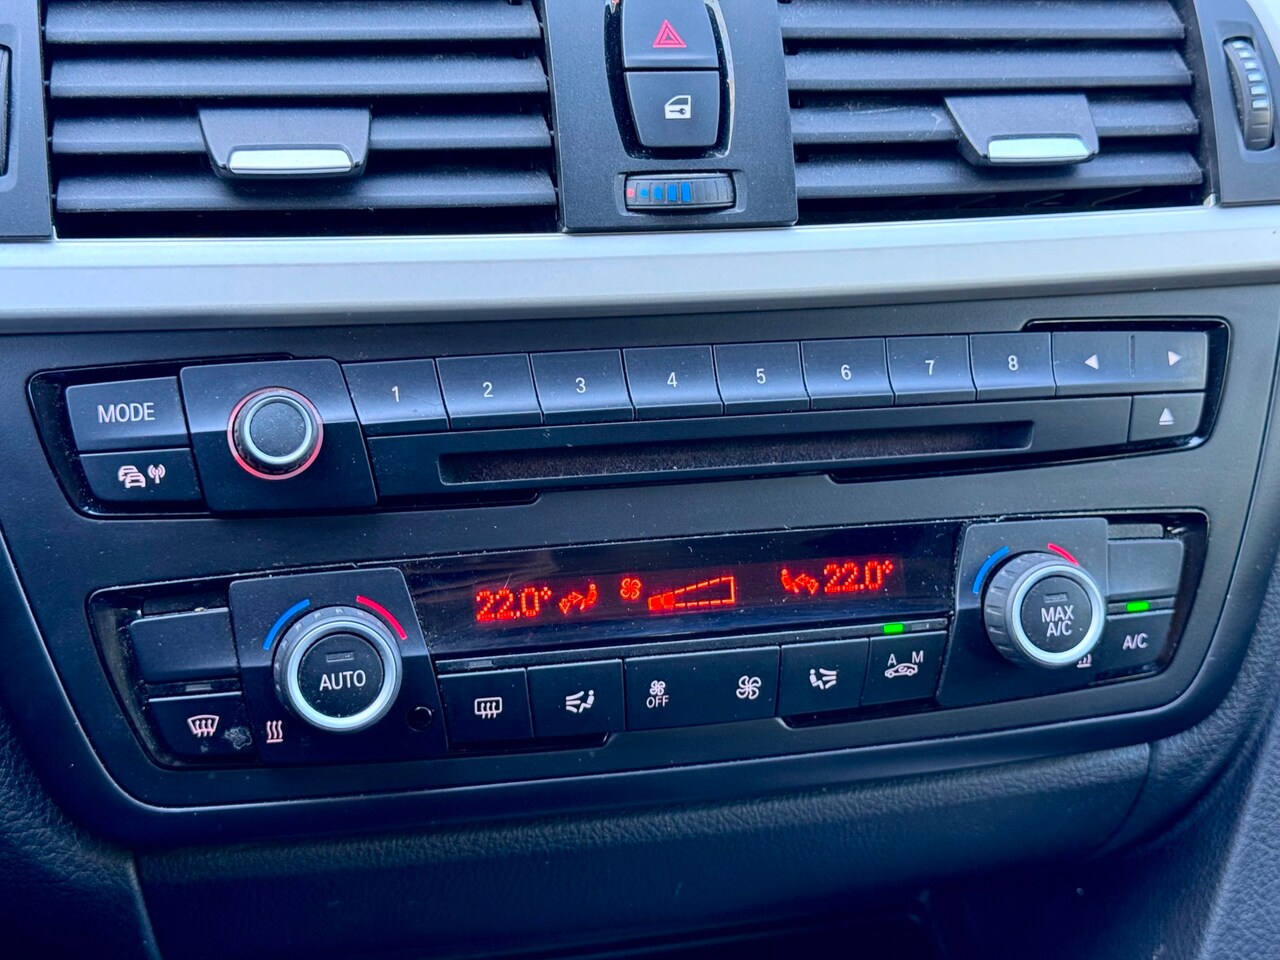 MODE
1 2 3 4 5 6 7 8
22.0° 22.0°
AUTO
OFF
A M
MAX
A/C
A/C